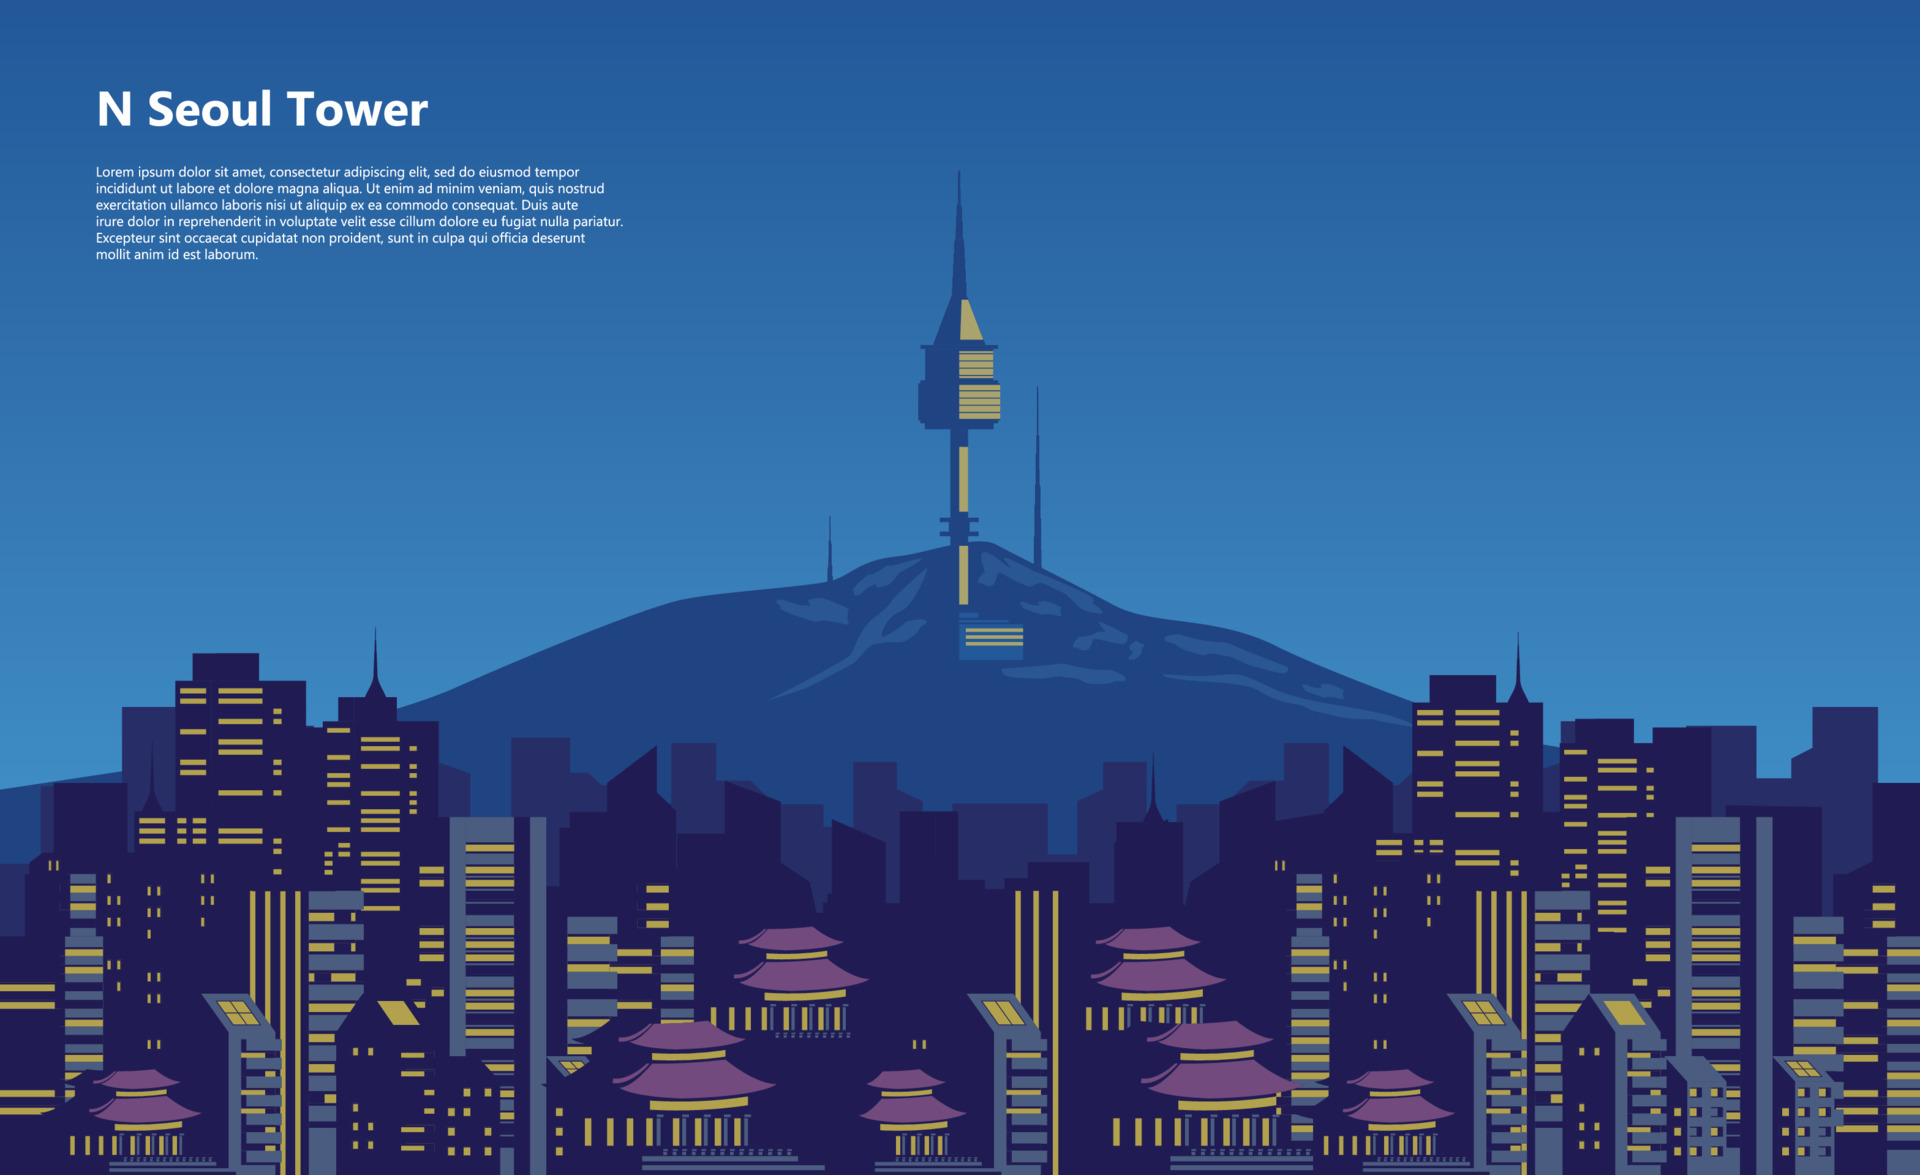 N Seoul Tower
Lorem ipsum dolor sit amet, consectetur adipiscing elit, sed do eiusmod tempor
incididunt ut labore et dolore magna aliqua. Ut enim ad minim veniam, quis nostrud
exercitation ullamco laboris nisi ut aliquip ex ea commodo consequat. Duis aute
irure dolor in reprehenderit in voluptate velit esse cillum dolore eu fugiat nulla pariatur.
Excepteur sint occaecat cupidatat non proident, sunt in culpa qui officia deserunt
mollit anim id est laborum.